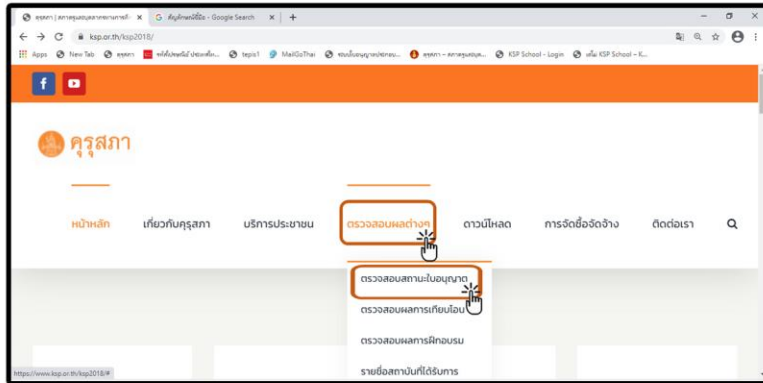 คุรุสภา | สภาครูและบุคลากรทางการศึ
Google Search
ksp.or.th/ksp2018/
Apps
New Tab
คุรุสภา
tepis1
MailGoThai
KSP School - Login
คุรุสภา
หน้าหลัก
เกี่ยวกับคุรุสภา
บริการประชาชน
ตรวจสอบผลต่างๆ
ดาวน์โหลด
การจัดซื้อจัดจ้าง
ติดต่อเรา
ตรวจสอบสถานะใบอนุญาต
ตรวจสอบผลการเทียบโอน
ตรวจสอบผลการฝึกอบรม
รายชื่อสถาบันที่ได้รับการ
https://www.ksp.or.th/ksp2018/#